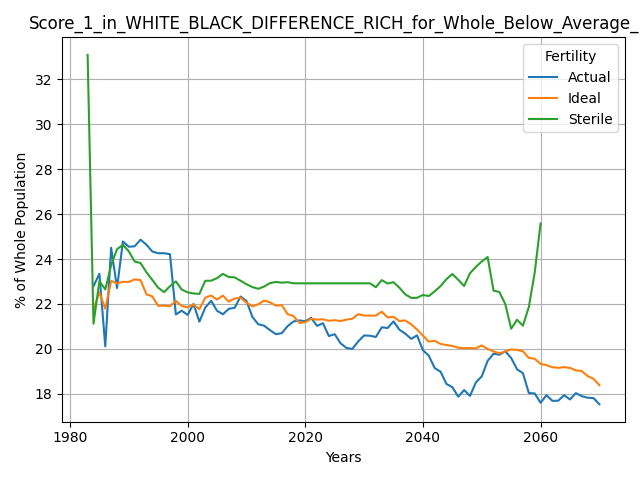 Score_1_in_WHITE_BLACK_DIFFERENCE_RICH_for_Whole_Below_Average_
Fertility
Actual
Ideal
Sterile
% of Whole Population
32
30
28
26
24
22
20
18
1980
2000
2020
2040
2060
Years